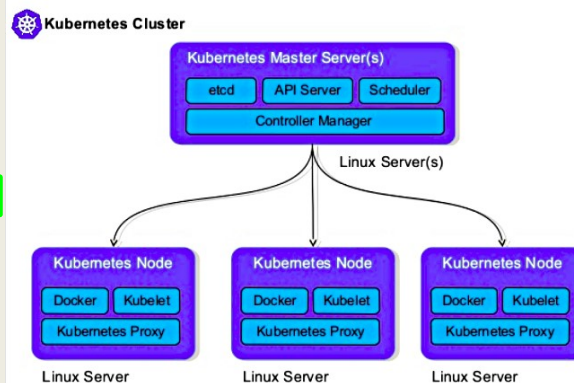 Kubernetes Cluster
Kubernetes Master Server(s)
etcd API Server Scheduler
Controller Manager
Linux Server(s)
Kubernetes Node Kubernetes Node Kubernetes Node
Docker Kubelet Docker Kubelet Docker Kubelet
Kubernetes Proxy Kubernetes Proxy Kubernetes Proxy
Linux Server Linux Server Linux Server